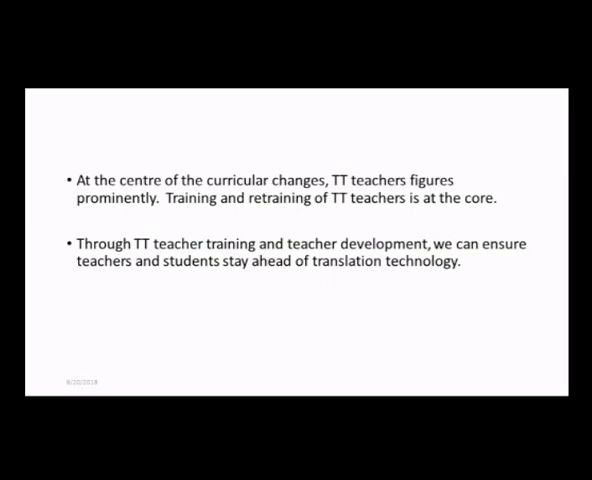 • At the centre of the curricular changes, TT teachers figures
prominently. Training and retraining of TT teachers is at the core.
• Through TT teacher training and teacher development, we can ensure
teachers and students stay ahead of translation technology.